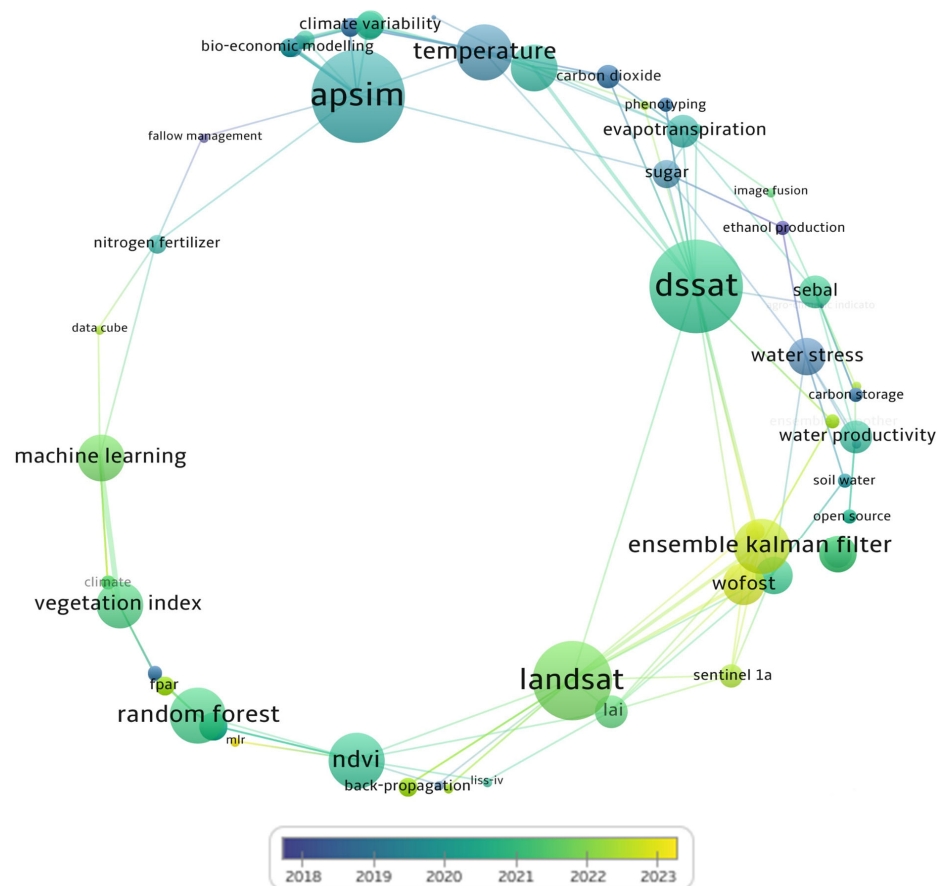 climate variability
bio-economic modelling
temperature
apsim
carbon dioxide
phenotyping
evapotranspiration
fallow management
sugar
image fusion
ethanol production
nitrogen fertilizer
dssat
sebal
data cube
water stress
carbon storage
water productivity
machine learning
soil water
open source
ensemble kalman filter
climate
wofost
vegetation index
landsat
sentinel 1a
fpar
lai
random forest
mlr
ndvi
back-propagation
liss-iv
2018 2019 2020 2021 2022 2023